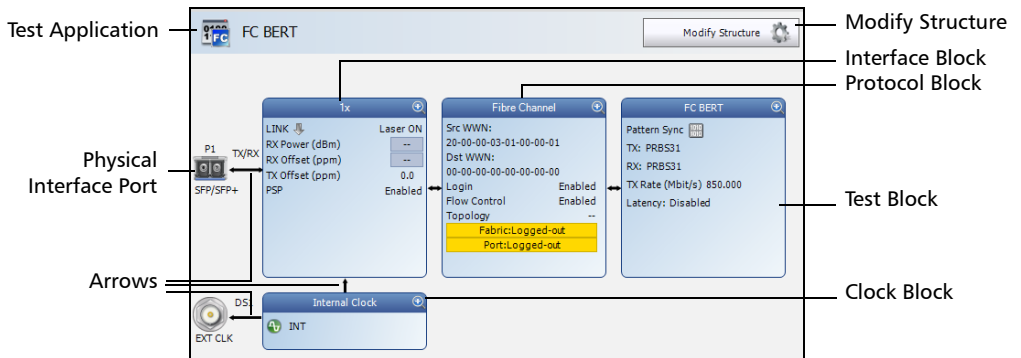 Test Application
FC BERT
Modify Structure
Modify Structure
Interface Block
Protocol Block
1x
Fibre Channel
FC BERT
LINK
Laser ON
RX Power (dBm) --
RX Offset (ppm) --
TX Offset (ppm) 0.0
PSP Enabled
Src WWN:
20-00-00-03-01-00-00-01
Dst WWN:
00-00-00-00-00-00-00-00
Login Enabled
Flow Control Enabled
Topology --
Fabric:Logged-out
Port:Logged-out
Pattern Sync
TX: PRBS31
RX: PRBS31
TX Rate (Mbit/s) 850.000
Latency: Disabled
P1
TX/RX
SFP/SFP+
Physical
Interface Port
Test Block
Arrows
Clock Block
DS1
Internal Clock
INT
EXT CLK